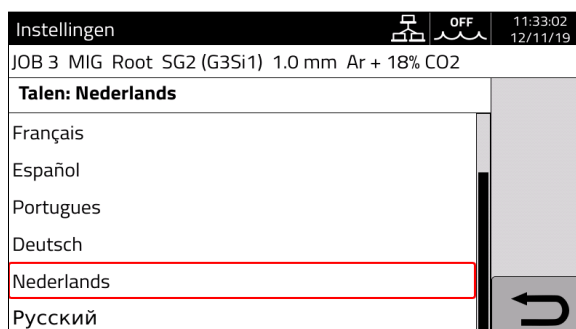 Instellingen
OFF
11:33:02
12/11/19
JOB 3 MIG Root SG2 (G3Si1) 1.0 mm Ar + 18% CO2
Talen: Nederlands
Français
Español
Portugues
Deutsch
Nederlands
Русский